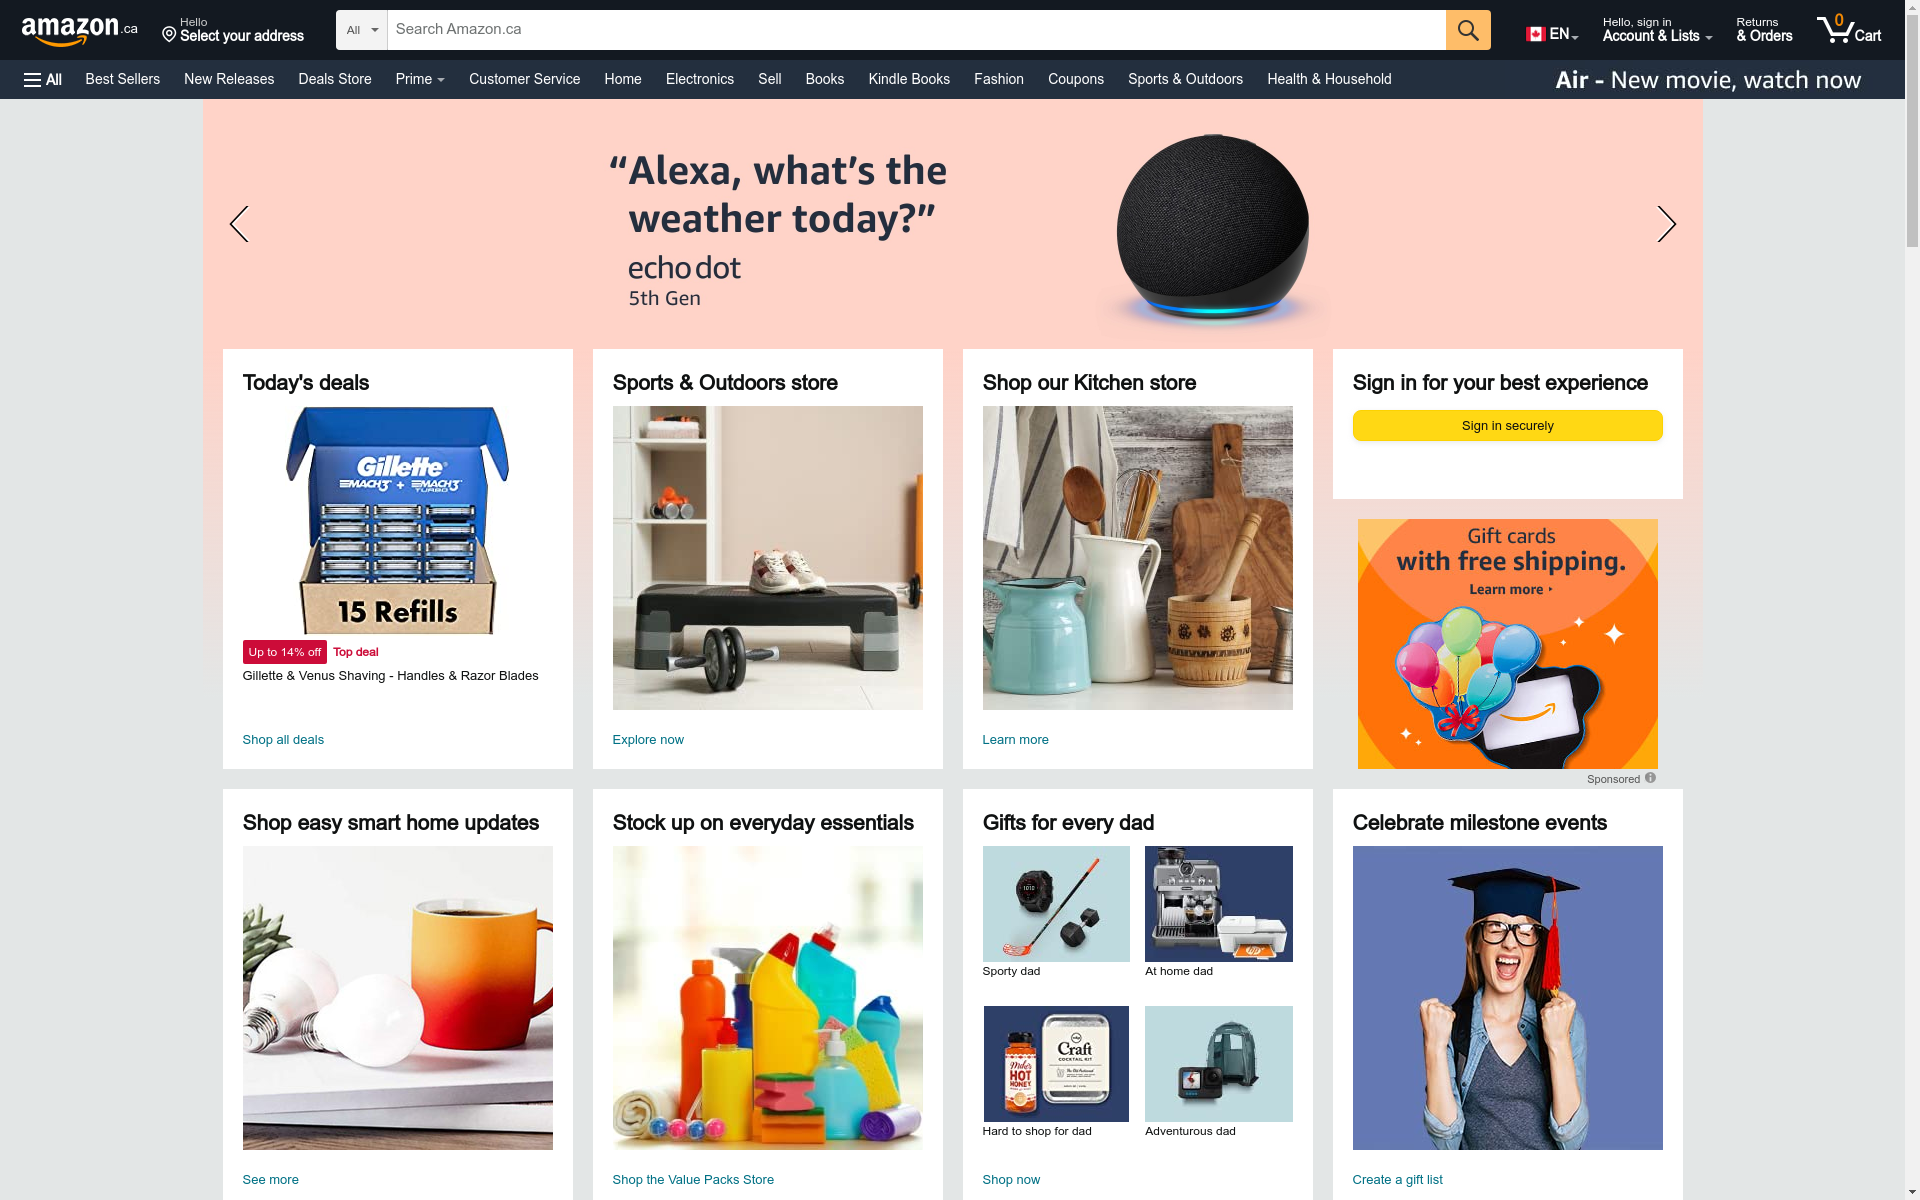 amazon.ca
Hello
Select your address
All
Search Amazon.ca
EN
Hello, sign in
Account & Lists
Returns
& Orders
0
Cart
All
Best Sellers
New Releases
Deals Store
Prime
Customer Service
Home
Electronics
Sell
Books
Kindle Books
Fashion
Coupons
Sports & Outdoors
Health & Household
Air - New movie, watch now
“Alexa, what’s the
weather today?”
echo dot
5th Gen
Today's deals
Gillette
MACH3 + MACH3
TURBO
15 Refills
Up to 14% off
Top deal
Gillette & Venus Shaving - Handles & Razor Blades
Shop all deals
Sports & Outdoors store
Explore now
Shop our Kitchen store
Learn more
Sign in for your best experience
Sign in securely
Gift cards
with free shipping.
Learn more
Sponsored
Shop easy smart home updates
See more
Stock up on everyday essentials
Shop the Value Packs Store
Gifts for every dad
Sporty dad
At home dad
Mike's
HOT
HONEY
Craft
COCKTAIL KIT
Hard to shop for dad
Adventurous dad
Shop now
Celebrate milestone events
Create a gift list